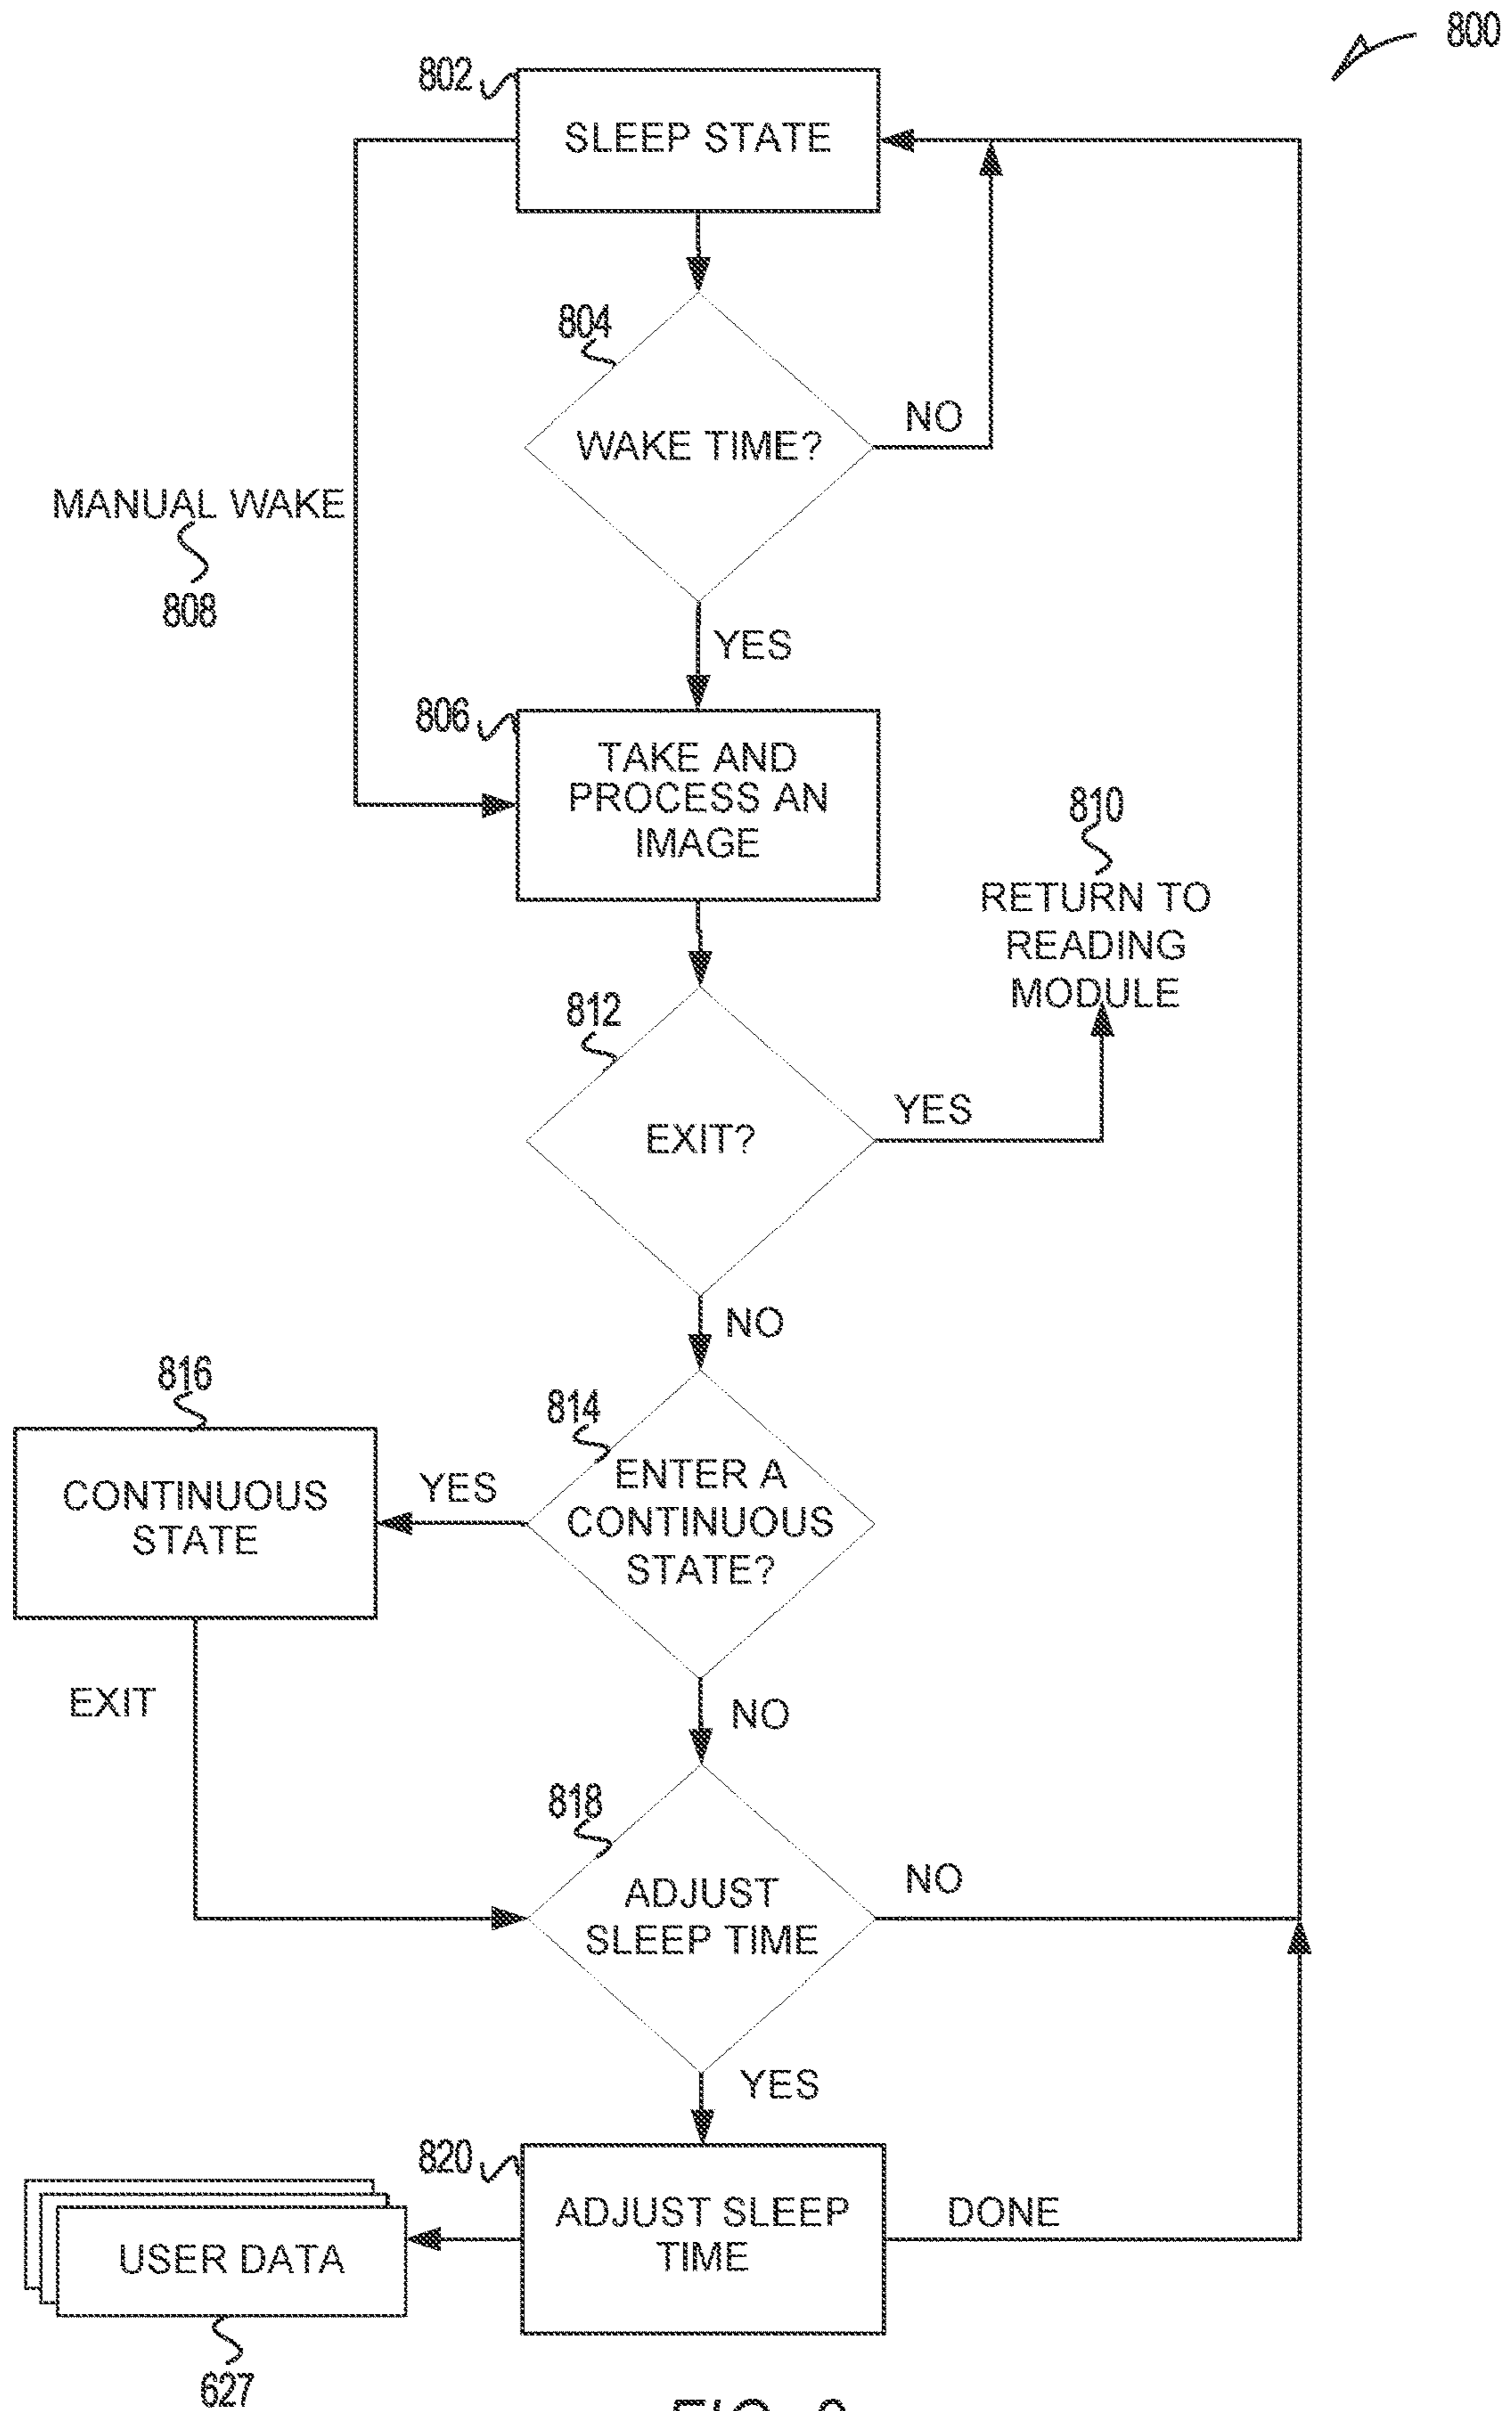 800
802
SLEEP STATE
804
WAKE TIME?
NO
MANUAL WAKE
808
YES
806
TAKE AND
PROCESS AN
IMAGE
810
RETURN TO
READING
MODULE
812
EXIT?
YES
NO
816
814
CONTINUOUS
STATE
YES
ENTER A
CONTINUOUS
STATE?
EXIT
NO
818
ADJUST
SLEEP TIME
NO
YES
820
ADJUST SLEEP
TIME
DONE
USER DATA
627